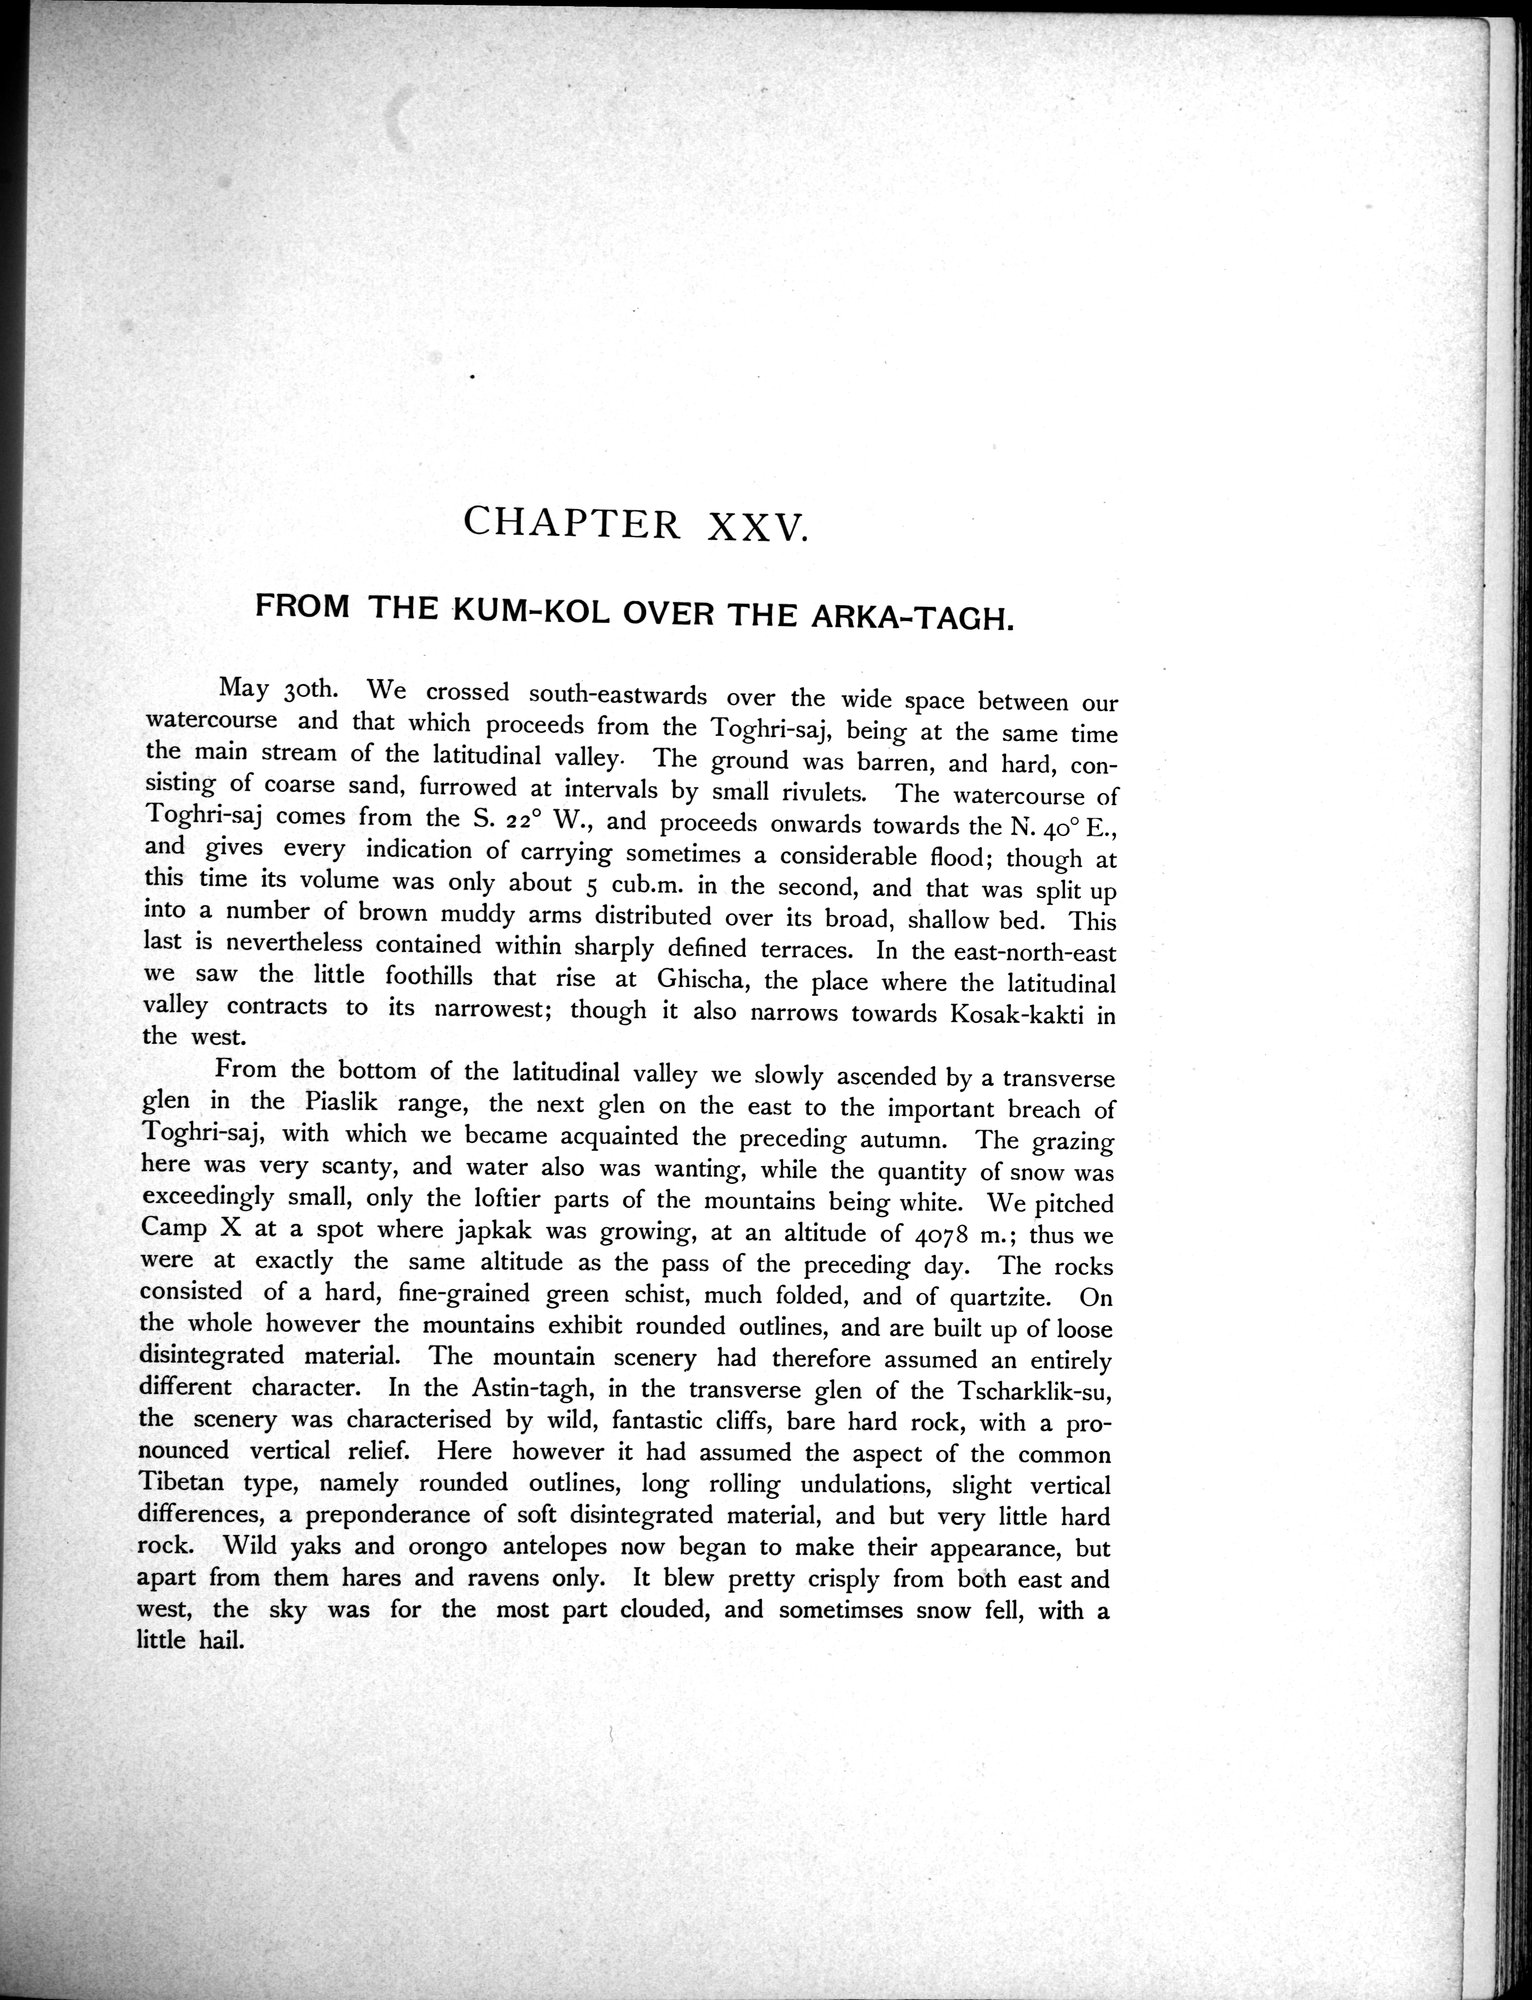 CHAPTER XXV.
FROM THE KUM-KOL OVER THE ARKA-TAGH.
May 30th. We crossed south-eastwards over the wide space between our
watercourse and that which proceeds from the Toghri-saj, being at the same time
the main stream of the latitudinal valley. The ground was barren, and hard, con-
sisting of coarse sand, furrowed at intervals by small rivulets. The watercourse of
Toghri-saj comes from the S. 22° W., and proceeds onwards towards the N. 40° E.,
and gives every indication of carrying sometimes a considerable flood; though at
this time its volume was only about 5 cub.m. in the second, and that was split up
into a number of brown muddy arms distributed over its broad, shallow bed. This
last is nevertheless contained within sharply defined terraces. In the east-north-east
we saw the little foothills that rise at Ghischa, the place where the latitudinal
valley contracts to its narrowest; though it also narrows towards Kosak-kakti in
the west.
From the bottom of the latitudinal valley we slowly ascended by a transverse
glen in the Piaslik range, the next glen on the east to the important breach of
Toghri-saj, with which we became acquainted the preceding autumn. The grazing
here was very scanty, and water also was wanting, while the quantity of snow was
exceedingly small, only the loftier parts of the mountains being white. We pitched
Camp X at a spot where japkak was growing, at an altitude of 4078 m.; thus we
were at exactly the same altitude as the pass of the preceding day. The rocks
consisted of a hard, fine-grained green schist, much folded, and of quartzite. On
the whole however the mountains exhibit rounded outlines, and are built up of loose
disintegrated material. The mountain scenery had therefore assumed an entirely
different character. In the Astin-tagh, in the transverse glen of the Tscharklik-su,
the scenery was characterised by wild, fantastic cliffs, bare hard rock, with a pro-
nounced vertical relief. Here however it had assumed the aspect of the common
Tibetan type, namely rounded outlines, long rolling undulations, slight vertical
differences, a preponderance of soft disintegrated material, and but very little hard
rock. Wild yaks and orongo antelopes now began to make their appearance, but
apart from them hares and ravens only. It blew pretty crisply from both east and
west, the sky was for the most part clouded, and sometimses snow fell, with a
little hail.